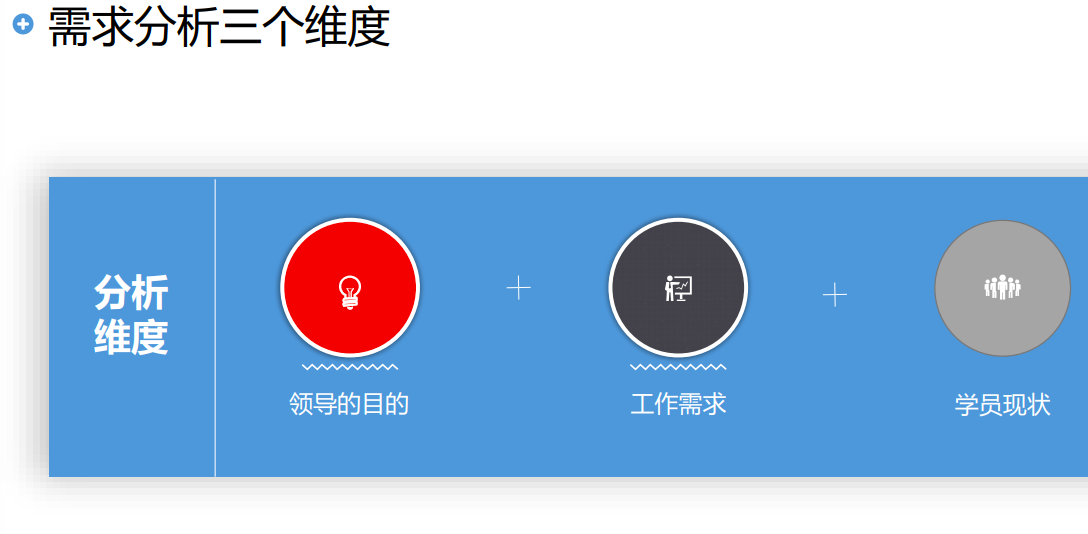 需求分析三个维度
分析
维度
领导的目的
工作需求
学员现状